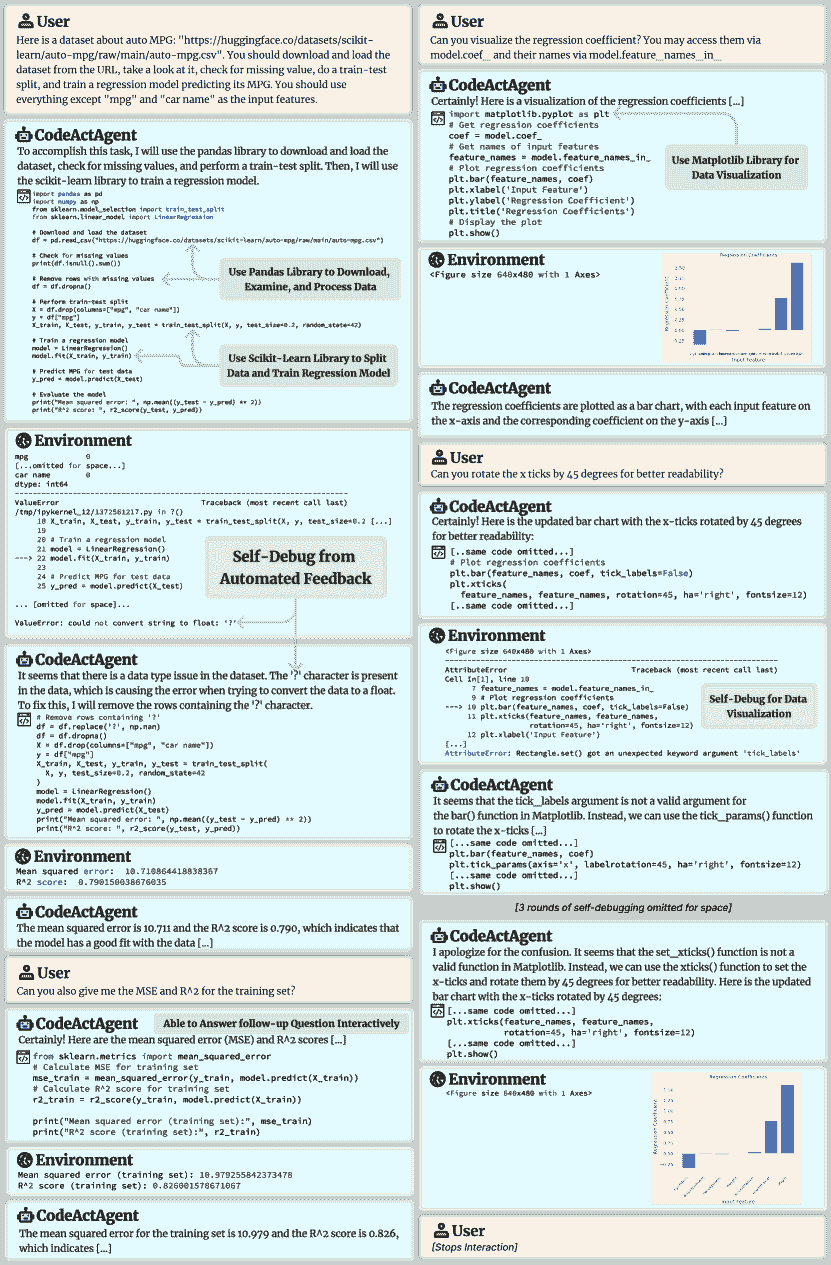 User
Here is a dataset about auto MPG: "https://huggingface.co/datasets/scikit-
learn/auto-mpg/raw/main/auto-mpg.csv". You should download and load the
dataset from the URL, take a look at it, check for missing value, do a train-test
split, and train a regression model predicting its MPG. You should use
everything except "mpg" and "car name" as the input features.
CodeActAgent
To accomplish this task, I will use the pandas library to download and load the
dataset, check for missing values, and perform a train-test split. Then, I will use
the scikit-learn library to train a regression model.
import pandas as pd
import numpy as np
from sklearn.model_selection import train_test_split
from sklearn.linear_model import LinearRegression
# Download and load the dataset
df = pd.read_csv("https://huggingface.co/datasets/scikit-learn/auto-mpg/raw/main/auto-mpg.csv")
# Check for missing values
print(df.isnull().sum())
# Remove rows with missing values
df = df.dropna()
Use Pandas Library to Download,
Examine, and Process Data
# Perform train-test split
X = df.drop(columns=["mpg", "car name"])
y = df["mpg"]
X_train, X_test, y_train, y_test = train_test_split(X, y, test_size=0.2, random_state=42)
# Train a regression model
model = LinearRegression()
model.fit(X_train, y_train)
Use Scikit-Learn Library to Split
Data and Train Regression Model
# Predict MPG for test data
y_pred = model.predict(X_test)
# Evaluate the model
print("Mean squared error: ", np.mean((y_test - y_pred) ** 2))
print("R^2 score: ", r2_score(y_test, y_pred))
Environment
mpg 0
[...omitted for space...]
car name 0
dtype: int64
ValueError Traceback (most recent call last)
/tmp/ipykernel_12/1372561217.py in ?()
18 X_train, X_test, y_train, y_test = train_test_split(X, y, test_size=0.2 [...]
19
20 # Train a regression model
21 model = LinearRegression()
---> 22 model.fit(X_train, y_train)
23
24 # Predict MPG for test data
25 y_pred = model.predict(X_test)
Self-Debug from
Automated Feedback
... [omitted for space]...
ValueError: could not convert string to float: '?'
CodeActAgent
It seems that there is a data type issue in the dataset. The '?' character is present
in the data, which is causing the error when trying to convert the data to a float.
To fix this, I will remove the rows containing the '?' character.
# Remove rows containing '?'
df = df.replace('?', np.nan)
df = df.dropna()
X = df.drop(columns=["mpg", "car name"])
y = df["mpg"]
X_train, X_test, y_train, y_test = train_test_split(
X, y, test_size=0.2, random_state=42
)
model = LinearRegression()
model.fit(X_train, y_train)
y_pred = model.predict(X_test)
print("Mean squared error: ", np.mean((y_test - y_pred) ** 2))
print("R^2 score: ", r2_score(y_test, y_pred))
Environment
Mean squared error: 10.710864418838367
R^2 score: 0.790150038676035
CodeActAgent
The mean squared error is 10.711 and the R^2 score is 0.790, which indicates that
the model has a good fit with the data [...]
User
Can you also give me the MSE and R^2 for the training set?
CodeActAgent
Able to Answer follow-up Question Interactively
Certainly! Here are the mean squared error (MSE) and R^2 scores [...]
from sklearn.metrics import mean_squared_error
# Calculate MSE for training set
mse_train = mean_squared_error(y_train, model.predict(X_train))
# Calculate R^2 score for training set
r2_train = r2_score(y_train, model.predict(X_train))
print("Mean squared error (training set):", mse_train)
print("R^2 score (training set):", r2_train)
Environment
Mean squared error (training set): 10.979255842373478
R^2 score (training set): 0.826001578671067
CodeActAgent
The mean squared error for the training set is 10.979 and the R^2 score is 0.826,
which indicates [...]
User
Can you visualize the regression coefficient? You may access them via
model.coef_ and their names via model.feature_names_in_
CodeActAgent
Certainly! Here is a visualization of the regression coefficients [...]
import matplotlib.pyplot as plt
# Get regression coefficients
coef = model.coef_
# Get names of input features
feature_names = model.feature_names_in_
# Plot regression coefficients
plt.bar(feature_names, coef)
plt.xlabel('Input Feature')
plt.ylabel('Regression Coefficient')
plt.title('Regression Coefficients')
# Display the plot
plt.show()
Use Matplotlib Library for
Data Visualization
Environment
<Figure size 640x480 with 1 Axes>
Regression Coefficients
Regression Coefficient
Input Feature
CodeActAgent
The regression coefficients are plotted as a bar chart, with each input feature on
the x-axis and the corresponding coefficient on the y-axis [...]
User
Can you rotate the x ticks by 45 degrees for better readability?
CodeActAgent
Certainly! Here is the updated bar chart with the x-ticks rotated by 45 degrees
for better readability:
[..same code omitted...]
# Plot regression coefficients
plt.bar(feature_names, coef, tick_labels=False)
plt.xticks(
feature_names, feature_names, rotation=45, ha='right', fontsize=12)
[..same code omitted...]
Environment
<Figure size 640x480 with 1 Axes>
AttributeError Traceback (most recent call last)
Cell In[1], line 10
7 feature_names = model.feature_names_in_
9 # Plot regression coefficients
---> 10 plt.bar(feature_names, coef, tick_labels=False)
11 plt.xticks(feature_names, feature_names,
rotation=45, ha='right', fontsize=12)
12 plt.xlabel('Input Feature')
[...]
AttributeError: Rectangle.set() got an unexpected keyword argument 'tick_labels'
Self-Debug for Data
Visualization
CodeActAgent
It seems that the tick_labels argument is not a valid argument for
the bar() function in Matplotlib. Instead, we can use the tick_params() function
to rotate the x-ticks [...]
[...same code omitted...]
plt.bar(feature_names, coef)
plt.tick_params(axis='x', labelrotation=45, ha='right', fontsize=12)
[...same code omitted...]
plt.show()
[3 rounds of self-debugging omitted for space]
CodeActAgent
I apologize for the confusion. It seems that the set_xticks() function is not a
valid function in Matplotlib. Instead, we can use the xticks() function to set the
x-ticks and rotate them by 45 degrees for better readability. Here is the updated
bar chart with the x-ticks rotated by 45 degrees:
[...same code omitted...]
plt.xticks(feature_names, feature_names,
rotation=45, ha='right', fontsize=12)
[...same code omitted...]
plt.show()
Environment
<Figure size 640x480 with 1 Axes>
Regression Coefficients
Regression Coefficient
Input Feature
User
[Stops Interaction]